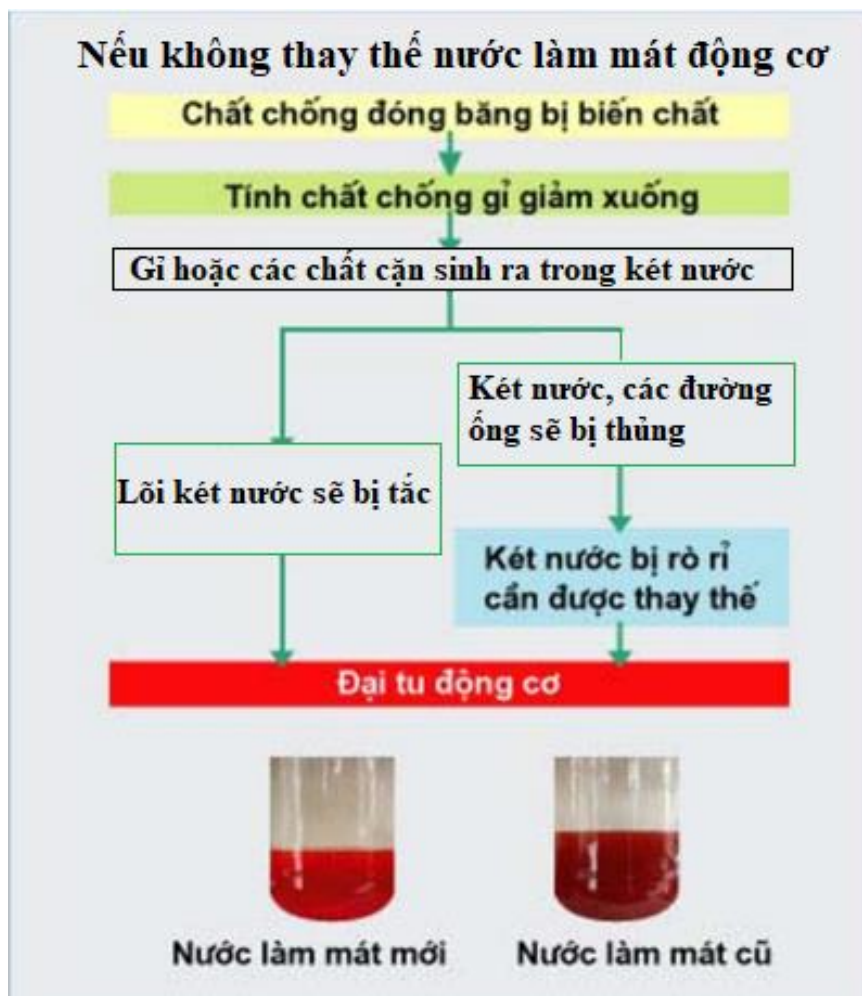 Nếu không thay thế nước làm mát động cơ
Chất chống đóng băng bị biến chất
Tính chất chống gỉ giảm xuống
Gỉ hoặc các chất cặn sinh ra trong két nước
Két nước, các đường
ống sẽ bị thủng
Lõi két nước sẽ bị tắc
Két nước bị rò rỉ
cần được thay thế
Đại tu động cơ
Nước làm mát mới
Nước làm mát cũ